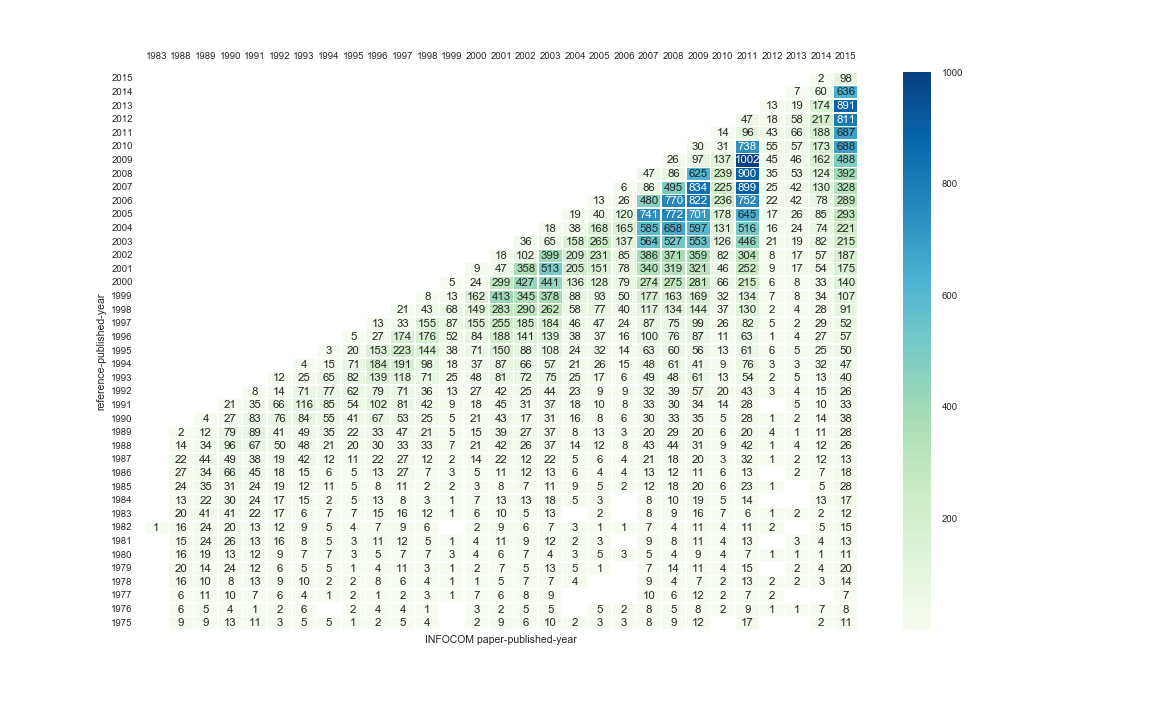 1983 1988 1989 1990 1991 1992 1993 1994 1995 1996 1997 1998 1999 2000 2001 2002 2003 2004 2005 2006 2007 2008 2009 2010 2011 2012 2013 2014 2015
2015 2 98
2014 7 60 636
2013 13 19 174 891
2012 47 18 58 217 811
2011 14 96 43 66 188 687
2010 30 31 738 55 57 173 688
2009 26 97 137 1002 45 46 162 488
2008 47 86 625 239 900 35 53 124 392
2007 6 86 495 834 225 899 25 42 130 328
2006 13 26 480 770 822 236 752 22 42 78 289
2005 19 40 120 741 772 701 118 645 17 26 85 293
2004 18 38 168 165 585 658 597 131 516 16 24 74 221
2003 36 65 158 265 137 564 527 553 126 446 21 19 82 215
2002 18 102 399 209 231 85 386 371 359 82 304 8 17 57 187
2001 9 47 358 513 205 151 78 340 319 321 46 252 9 17 54 175
2000 5 24 299 427 441 136 128 79 274 275 281 66 215 6 8 33 140
1999 8 13 162 413 345 378 88 93 50 177 163 169 32 134 7 8 34 107
1998 21 43 68 149 283 290 262 58 77 40 117 134 144 37 130 2 4 28 91
1997 13 33 155 87 155 255 185 184 46 47 24 87 75 99 26 82 5 2 29 52
1996 5 27 174 176 52 84 188 141 139 38 37 16 100 76 87 11 63 1 4 27 57
1995 3 20 153 223 144 38 71 150 88 108 24 32 14 63 60 56 13 61 6 5 25 50
1994 4 15 71 184 191 98 18 37 87 66 57 21 26 15 48 61 41 9 76 3 3 32 47
1993 12 25 65 82 139 118 71 25 48 81 72 75 25 17 6 49 48 61 13 54 2 5 13 40
1992 8 14 77 62 79 71 36 13 27 42 25 44 23 9 9 32 39 57 20 43 3 4 15 26
1991 21 35 66 116 85 54 102 81 42 9 18 45 31 37 18 10 8 33 30 34 14 28 5 10 33
1990 4 27 83 76 84 55 41 67 53 25 5 21 43 17 31 16 8 6 30 33 35 5 28 1 2 14 38
1989 2 12 79 89 41 49 35 22 33 47 21 5 15 39 27 37 8 13 3 20 29 20 6 20 4 1 11 28
1988 14 34 96 67 50 48 21 20 30 33 33 7 21 42 26 37 14 12 8 43 44 31 9 42 1 4 12 26
1987 22 44 49 38 19 42 12 11 22 27 12 2 14 22 12 22 5 6 4 21 18 20 3 32 1 2 12 13
1986 27 34 66 45 18 15 6 5 13 27 7 3 5 11 12 13 6 4 4 13 12 11 6 13 2 7 18
1985 24 35 31 24 19 12 11 5 8 11 2 2 3 8 7 11 9 5 2 12 18 20 6 23 1 5 28
1984 13 22 30 24 17 15 2 5 13 8 3 1 7 13 13 18 5 3 8 10 19 5 14 13 17
1983 20 41 41 22 17 6 7 7 15 16 12 1 6 10 5 13 2 8 9 16 7 6 1 2 2 12
1982 1 16 24 20 13 12 9 5 4 7 9 6 2 9 6 7 3 1 1 7 4 11 4 11 2 5 15
1981 15 24 26 13 16 8 5 3 11 12 5 1 4 11 9 12 2 3 9 8 11 4 13 3 4 13
1980 16 19 13 12 9 7 7 3 5 7 7 3 4 6 7 4 3 5 3 5 4 9 4 7 1 1 1 11
1979 20 14 24 12 6 5 5 1 4 11 3 1 2 7 5 13 5 1 7 14 11 4 15 2 4 20
1978 16 10 8 13 9 10 2 2 8 6 4 1 1 5 7 7 4 9 4 7 2 13 2 2 3 14
1977 6 11 10 7 6 4 1 2 1 2 3 1 7 6 8 9 10 6 12 2 7 2 7
1976 6 5 4 1 2 6 2 4 4 1 3 2 5 5 5 2 8 5 8 2 9 1 1 7 8
1975 9 9 13 11 3 5 5 1 2 5 4 2 9 6 10 2 3 3 8 9 12 17 2 11
reference-published-year
INFOCOM paper-published-year
1000
800
600
400
200